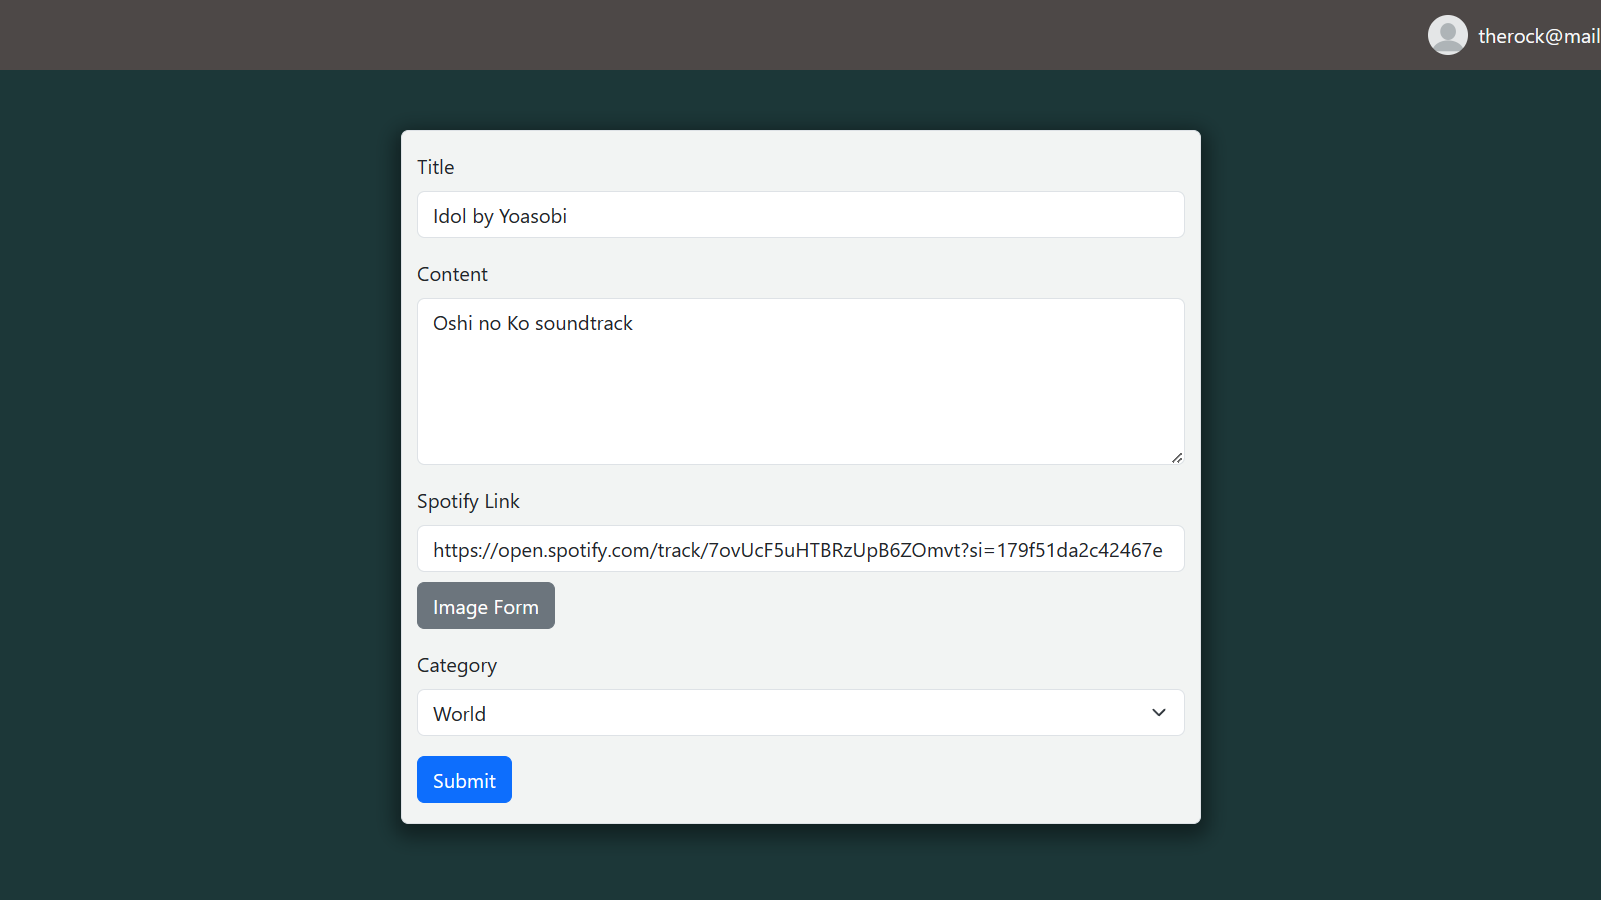 therock@mail
Title
Idol by Yoasobi
Content
Oshi no Ko soundtrack
Spotify Link
https://open.spotify.com/track/7ovUcF5uHTBRzUpB6ZOmvt?si=179f51da2c42467e
Image Form
Category
World
Submit